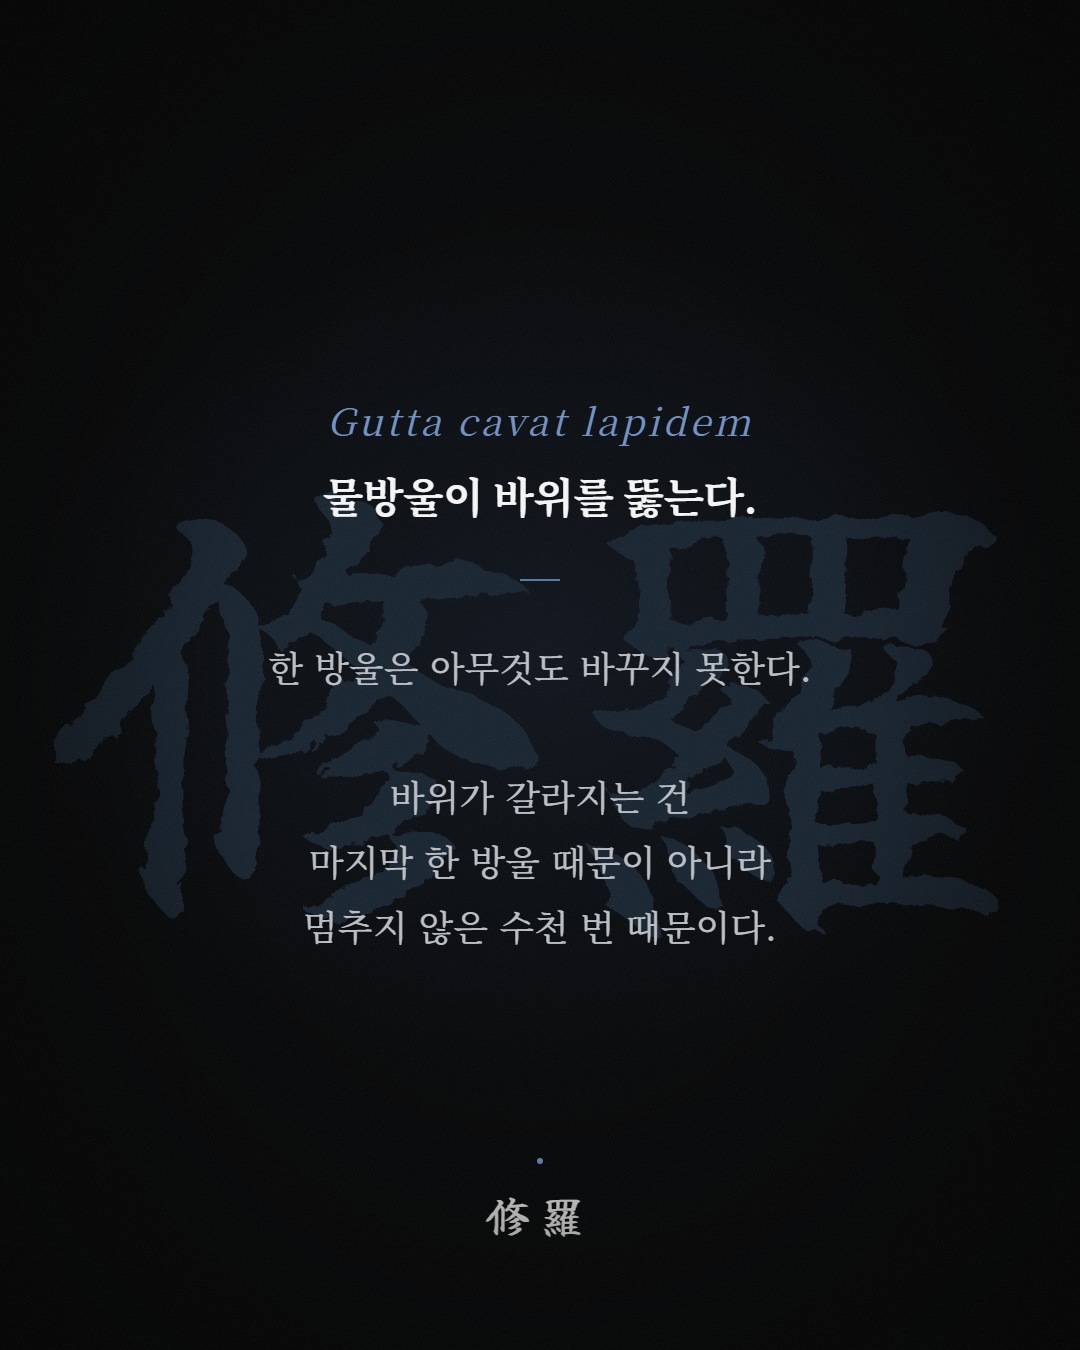 Gutta cavat lapidem
물방울이 바위를 뚫는다.
修羅
한 방울은 아무것도 바꾸지 못한다.
바위가 갈라지는 건
마지막 한 방울 때문이 아니라
멈추지 않은 수천 번 때문이다.
修羅